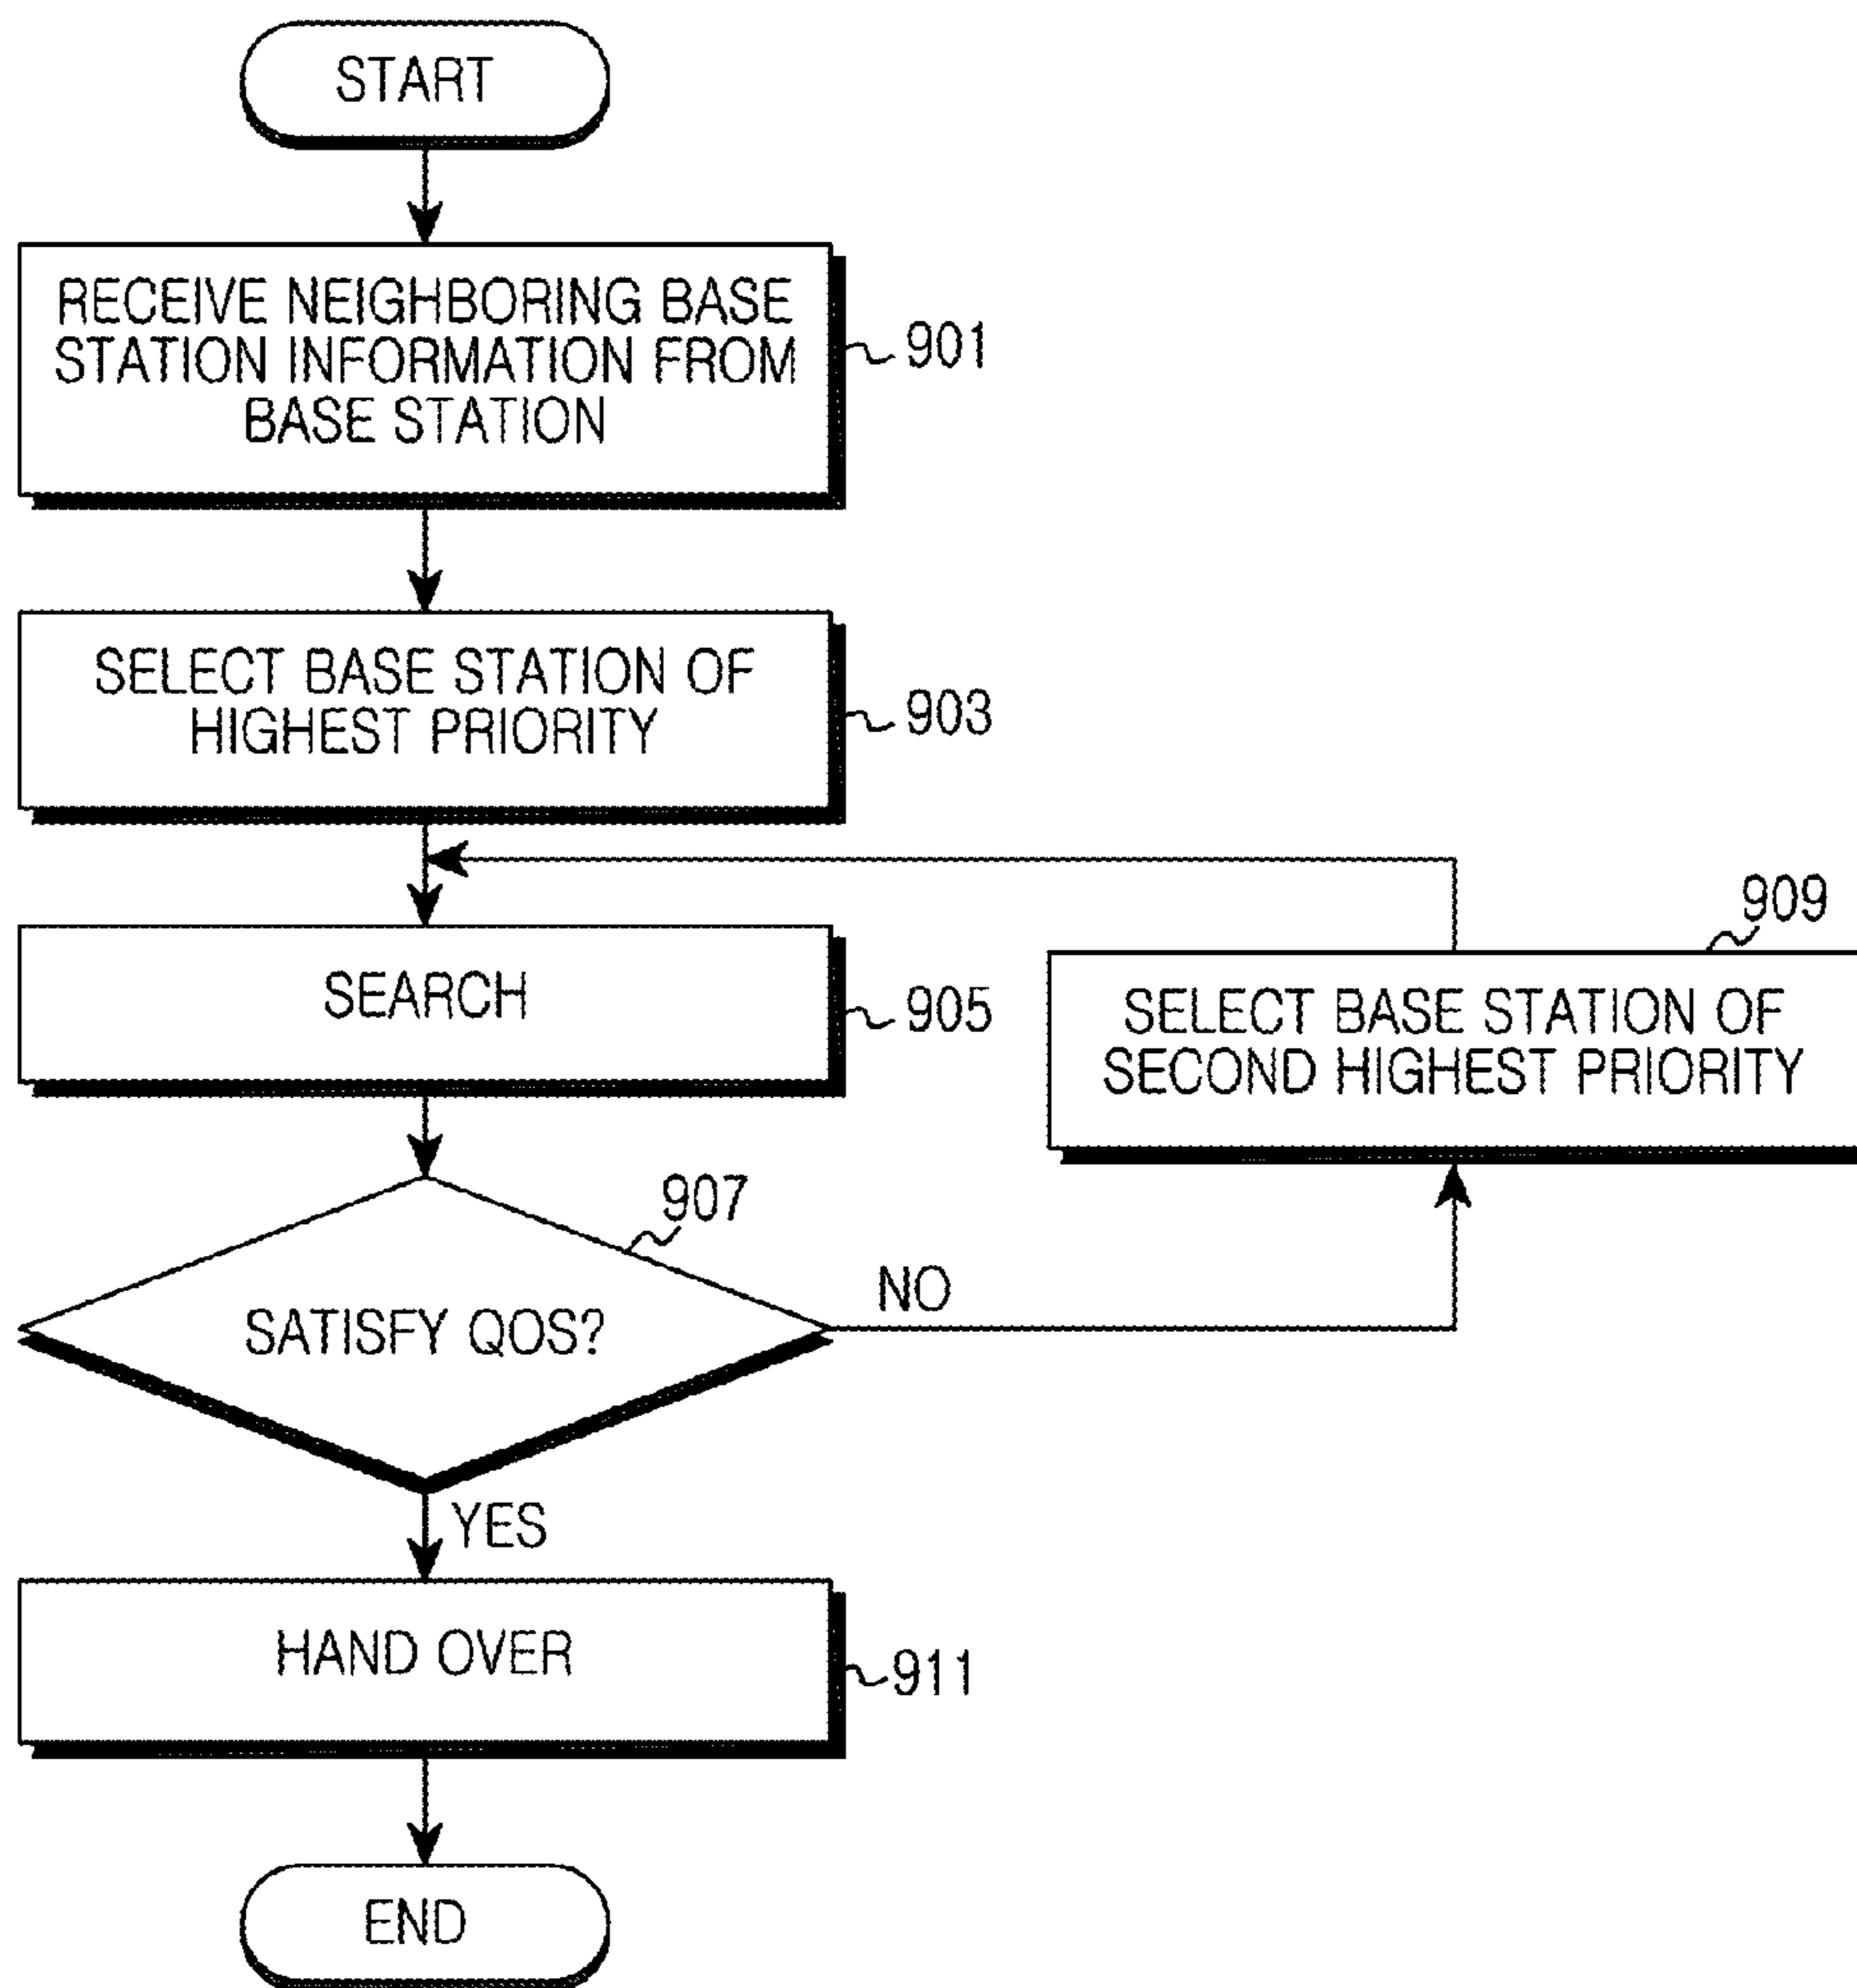 START
RECEIVE NEIGHBORING BASE
STATION INFORMATION FROM
BASE STATION
901
SELECT BASE STATION OF
HIGHEST PRIORITY
903
SEARCH
905
909
SELECT BASE STATION OF
SECOND HIGHEST PRIORITY
907
SATISFY QOS?
NO
YES
HAND OVER
911
END